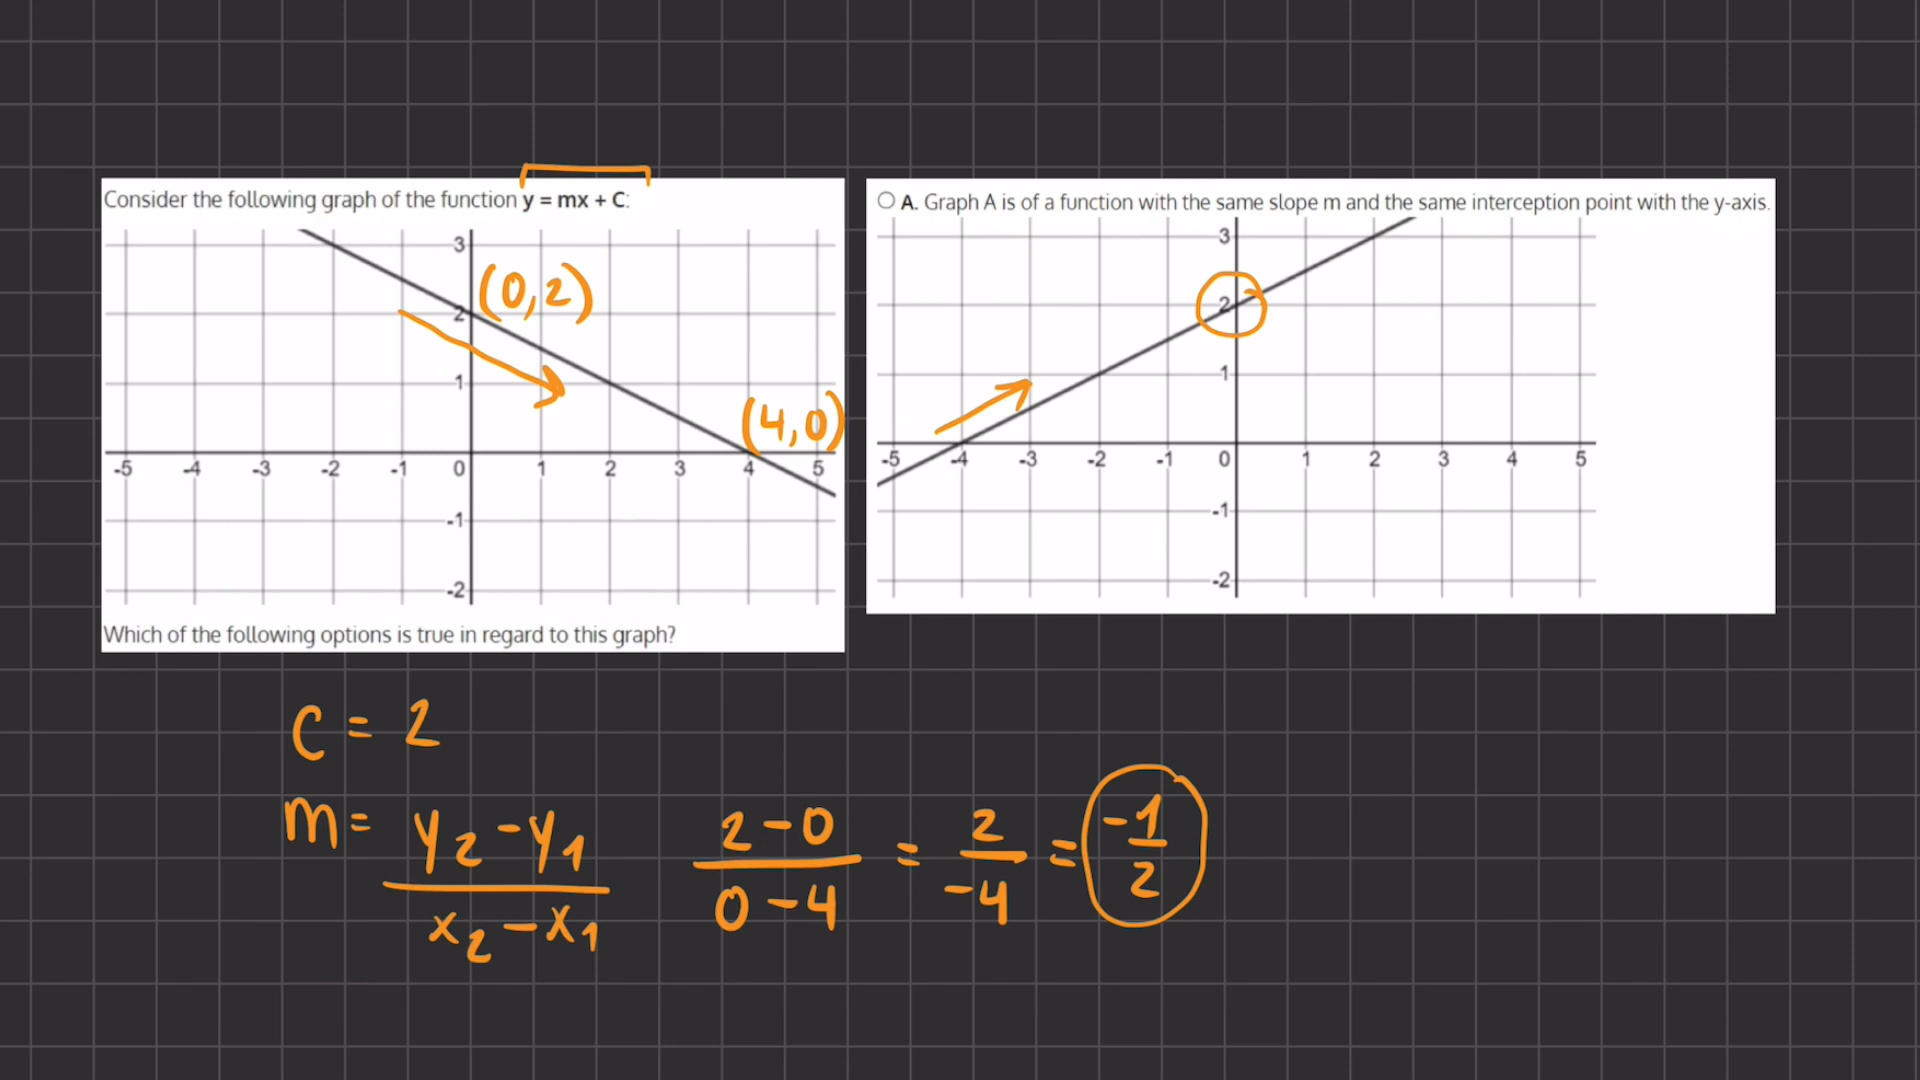 Consider the following graph of the function y = mx + C:
3
2
1
-5 -4 -3 -2 -1 0 1 2 3 4 5
-1
-2
(0,2)
(4,0)
Which of the following options is true in regard to this graph?
A. Graph A is of a function with the same slope m and the same interception point with the y-axis.
3
2
1
-5 -4 -3 -2 -1 0 1 2 3 4 5
-1
-2
C = 2
m = y2-y1 / x2-x1 2-0 / 0-4 = 2 / -4 = -1 / 2